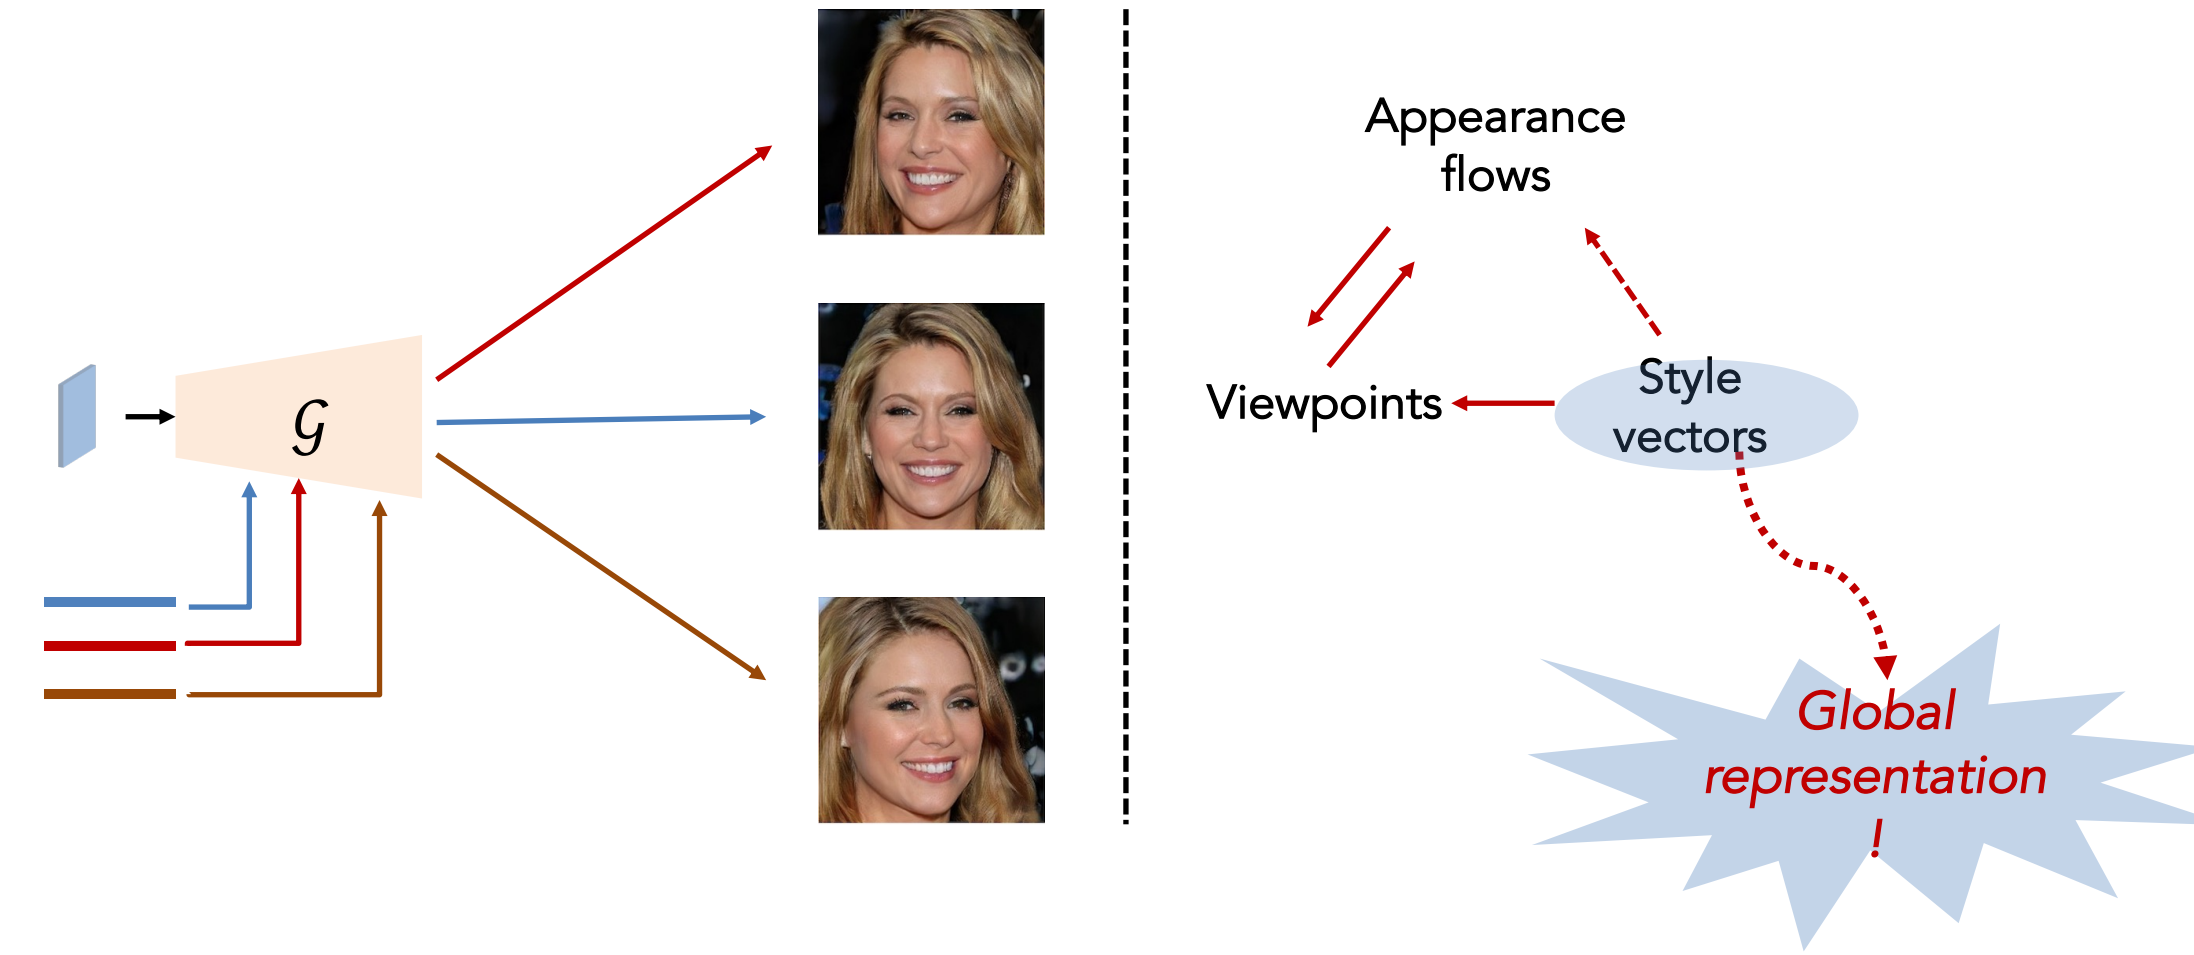 𝒢
Appearance
flows
Viewpoints
Style
vectors
Global
representation
!